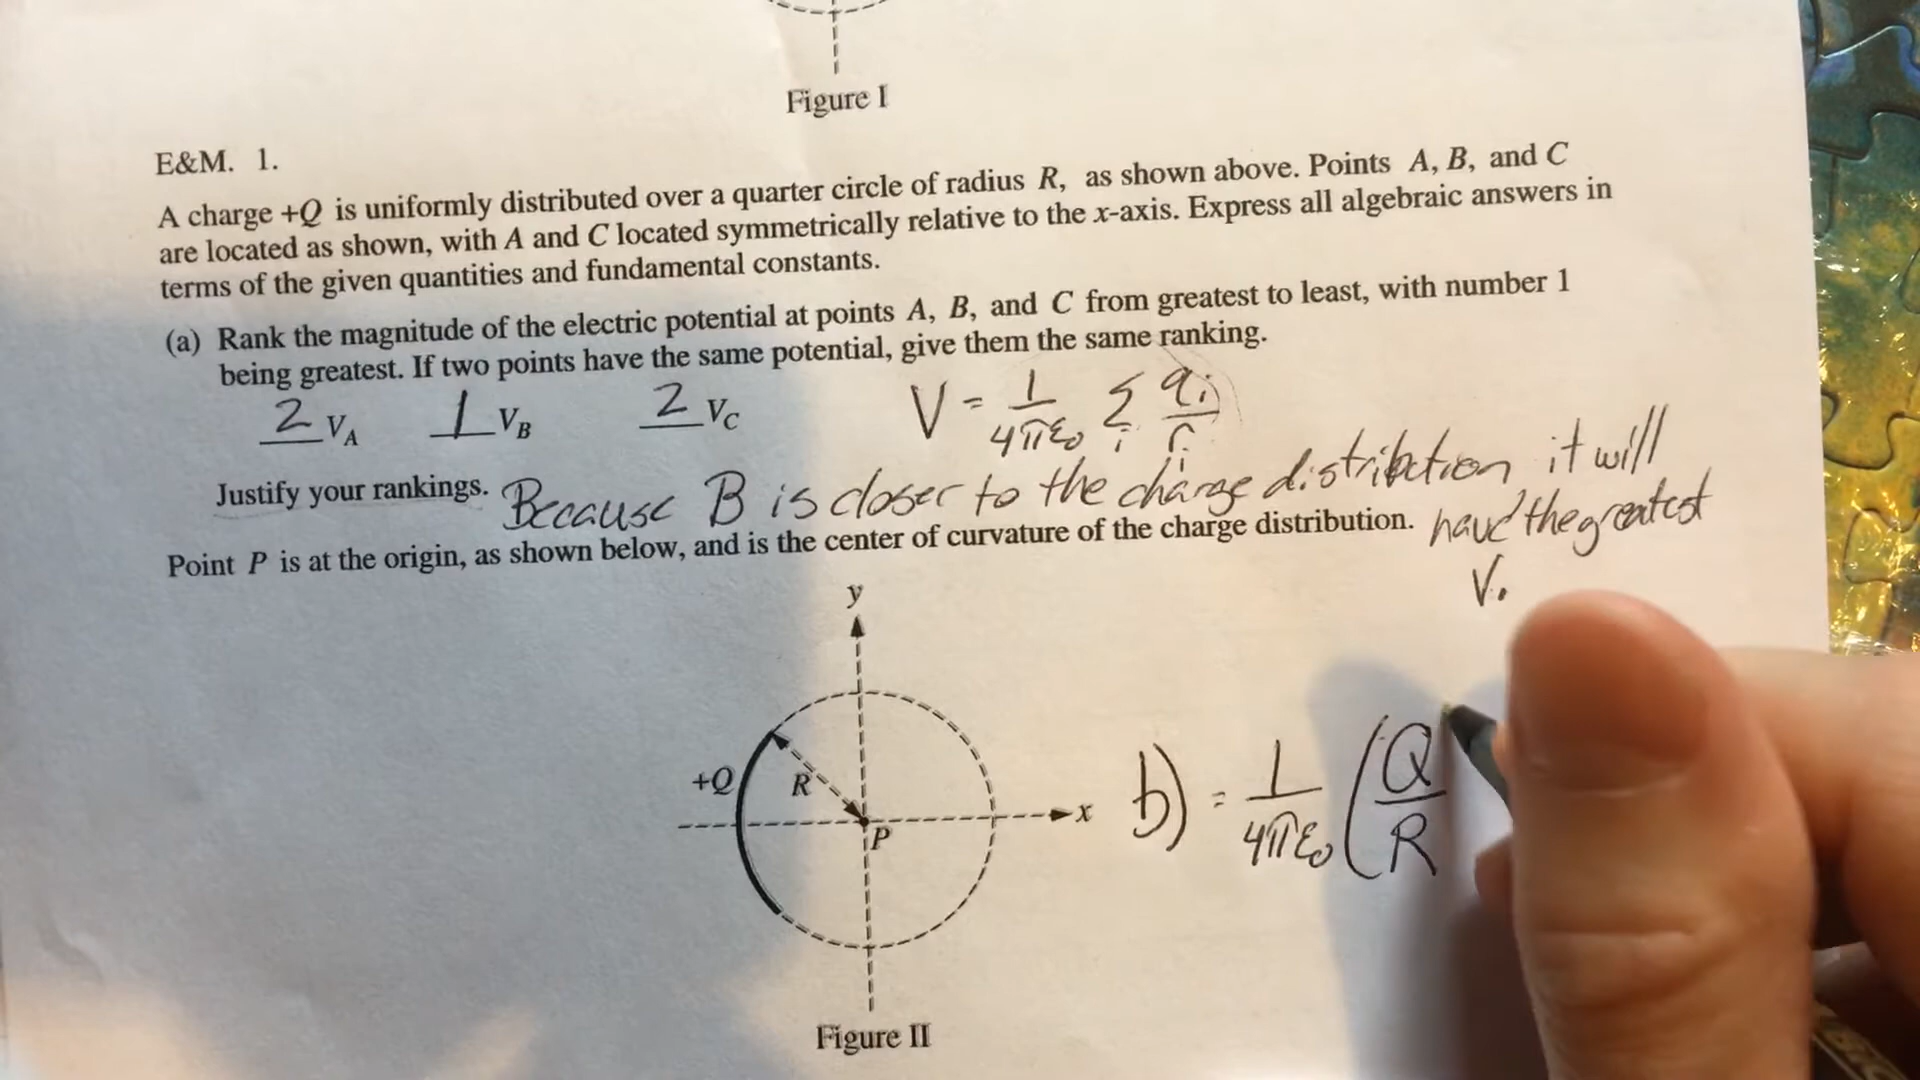 Figure I
E&M. 1.
A charge +Q is uniformly distributed over a quarter circle of radius R, as shown above. Points A, B, and C
are located as shown, with A and C located symmetrically relative to the x-axis. Express all algebraic answers in
terms of the given quantities and fundamental constants.
(a) Rank the magnitude of the electric potential at points A, B, and C from greatest to least, with number 1
being greatest. If two points have the same potential, give them the same ranking.
2 V_A 1 V_B 2 V_C V = 1/4πε₀ Σ_i q_i/r_i
Justify your rankings. Because B is closer to the charge distribution it will
have the greatest
V.
Point P is at the origin, as shown below, and is the center of curvature of the charge distribution.
y
+Q R P x
b) = 1/4πε₀ (Q/R
Figure II